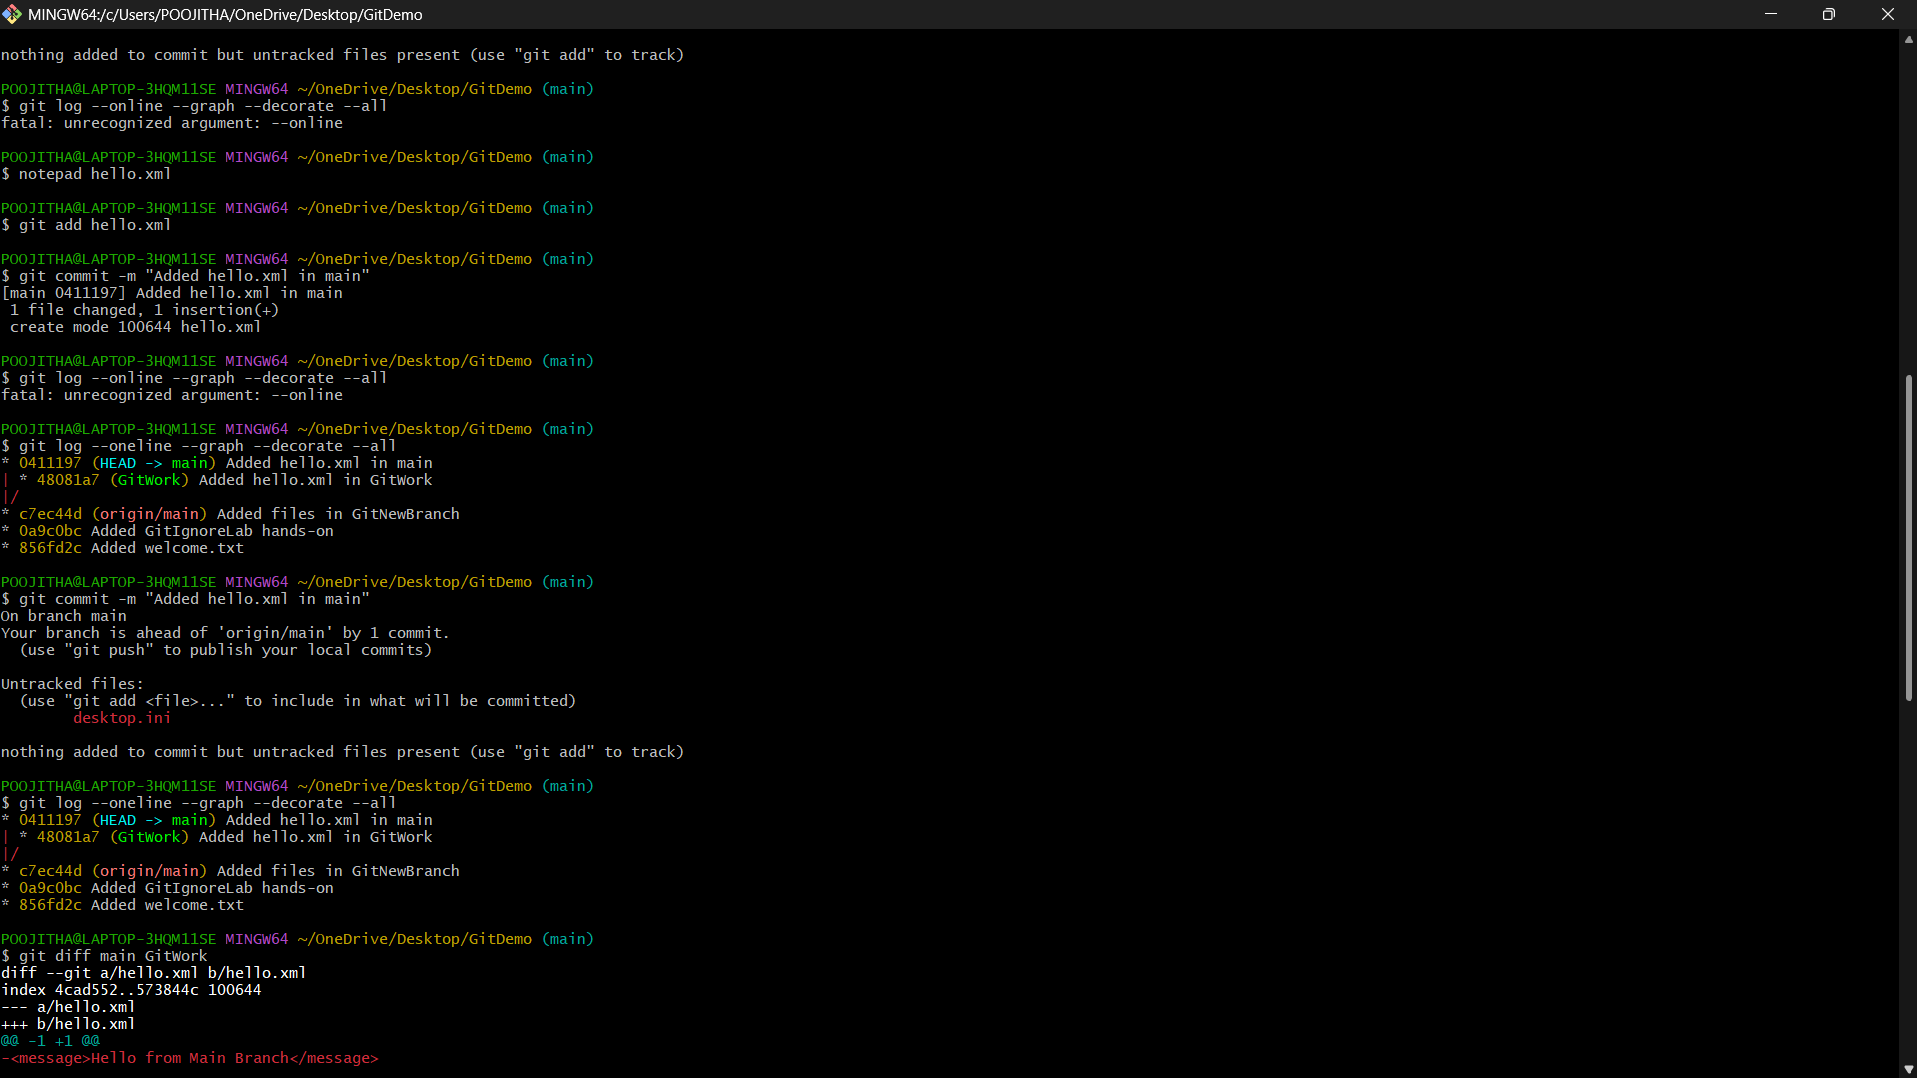 MINGW64:/c/Users/POOJITHA/OneDrive/Desktop/GitDemo
nothing added to commit but untracked files present (use "git add" to track)
POOJITHA@LAPTOP-3HQM11SE MINGW64 ~/OneDrive/Desktop/GitDemo (main)
$ git log --online --graph --decorate --all
fatal: unrecognized argument: --online
POOJITHA@LAPTOP-3HQM11SE MINGW64 ~/OneDrive/Desktop/GitDemo (main)
$ notepad hello.xml
POOJITHA@LAPTOP-3HQM11SE MINGW64 ~/OneDrive/Desktop/GitDemo (main)
$ git add hello.xml
POOJITHA@LAPTOP-3HQM11SE MINGW64 ~/OneDrive/Desktop/GitDemo (main)
$ git commit -m "Added hello.xml in main"
[main 0411197] Added hello.xml in main
 1 file changed, 1 insertion(+)
 create mode 100644 hello.xml
POOJITHA@LAPTOP-3HQM11SE MINGW64 ~/OneDrive/Desktop/GitDemo (main)
$ git log --online --graph --decorate --all
fatal: unrecognized argument: --online
POOJITHA@LAPTOP-3HQM11SE MINGW64 ~/OneDrive/Desktop/GitDemo (main)
$ git log --oneline --graph --decorate --all
* 0411197 (HEAD -> main) Added hello.xml in main
| * 48081a7 (GitWork) Added hello.xml in GitWork
|/
* c7ec44d (origin/main) Added files in GitNewBranch
* 0a9c0bc Added GitIgnoreLab hands-on
* 856fd2c Added welcome.txt
POOJITHA@LAPTOP-3HQM11SE MINGW64 ~/OneDrive/Desktop/GitDemo (main)
$ git commit -m "Added hello.xml in main"
On branch main
Your branch is ahead of 'origin/main' by 1 commit.
  (use "git push" to publish your local commits)
Untracked files:
  (use "git add <file>..." to include in what will be committed)
        desktop.ini
nothing added to commit but untracked files present (use "git add" to track)
POOJITHA@LAPTOP-3HQM11SE MINGW64 ~/OneDrive/Desktop/GitDemo (main)
$ git log --oneline --graph --decorate --all
* 0411197 (HEAD -> main) Added hello.xml in main
| * 48081a7 (GitWork) Added hello.xml in GitWork
|/
* c7ec44d (origin/main) Added files in GitNewBranch
* 0a9c0bc Added GitIgnoreLab hands-on
* 856fd2c Added welcome.txt
POOJITHA@LAPTOP-3HQM11SE MINGW64 ~/OneDrive/Desktop/GitDemo (main)
$ git diff main GitWork
diff --git a/hello.xml b/hello.xml
index 4cad552..573844c 100644
--- a/hello.xml
+++ b/hello.xml
@@ -1 +1 @@
-<message>Hello from Main Branch</message>